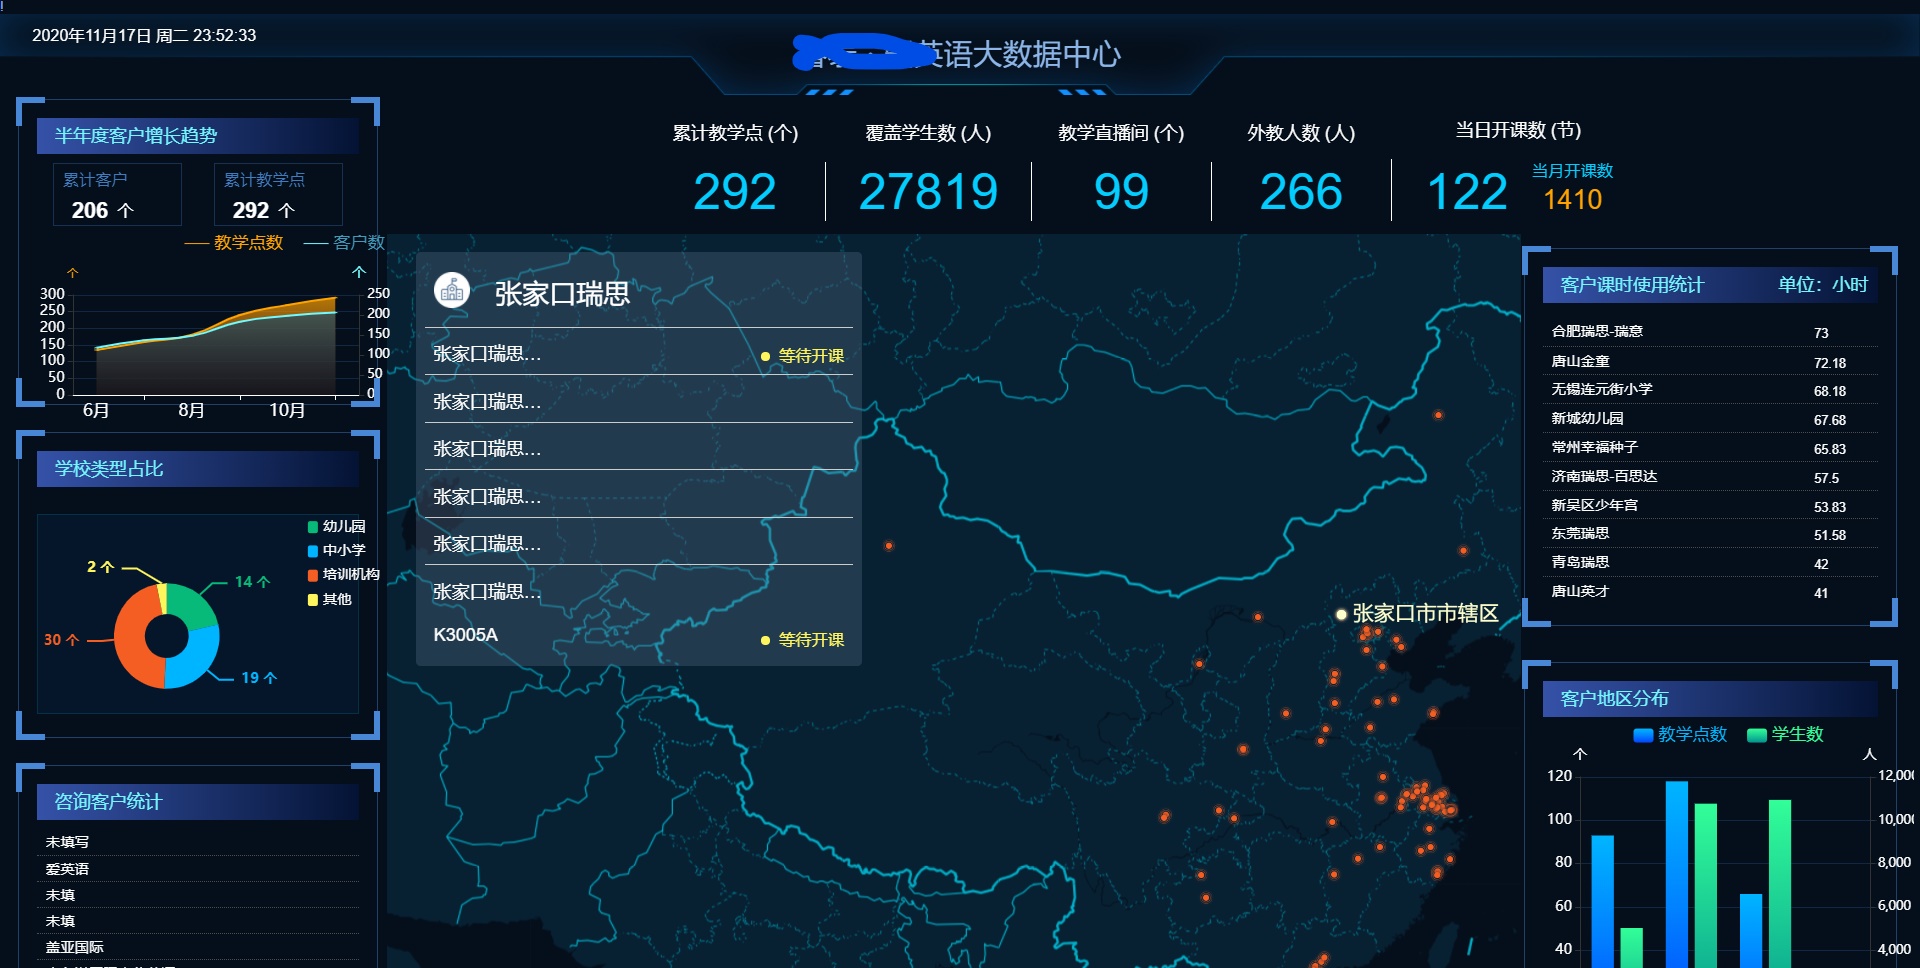 2020年11月17日 周二 23:52:33
英语大数据中心
半年度客户增长趋势
累计客户
206 个
累计教学点
292 个
教学点数 客户数
个 个
300 250
250 200
200 150
150 100
100 50
50 0
0
6月 8月 10月
学校类型占比
幼儿园
中小学
培训机构
其他
2 个
14 个
30 个
19 个
咨询客户统计
未填写
爱英语
未填
未填
盖亚国际
累计教学点 (个)
292
覆盖学生数 (人)
27819
教学直播间 (个)
99
外教人数 (人)
266
当日开课数 (节)
122
当月开课数
1410
张家口瑞思
张家口瑞思... 等待开课
张家口瑞思...
张家口瑞思...
张家口瑞思...
张家口瑞思...
张家口瑞思...
K3005A 等待开课
张家口市市辖区
客户课时使用统计 单位：小时
合肥瑞思-瑞意 73
唐山金童 72.18
无锡连元街小学 68.18
新城幼儿园 67.68
常州幸福种子 65.83
济南瑞思-百思达 57.5
新吴区少年宫 53.83
东莞瑞思 51.58
青岛瑞思 42
唐山英才 41
客户地区分布
教学点数 学生数
个 人
120 12,000
100 10,000
80 8,000
60 6,000
40 4,000